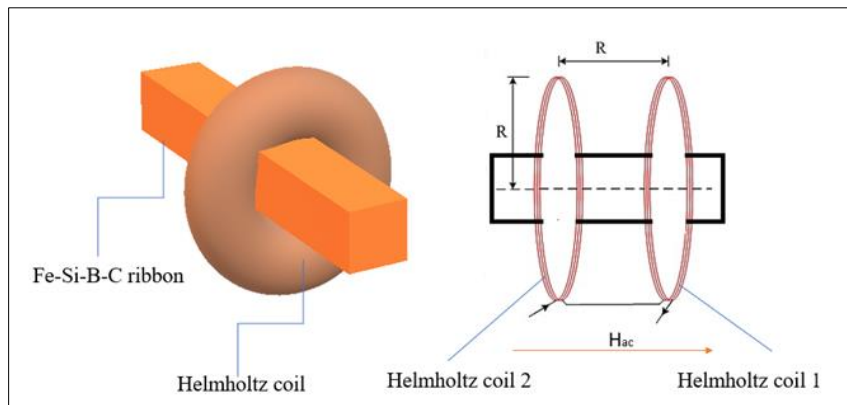 Fe-Si-B-C ribbon
Helmholtz coil
R
R
Hac
Helmholtz coil 2
Helmholtz coil 1